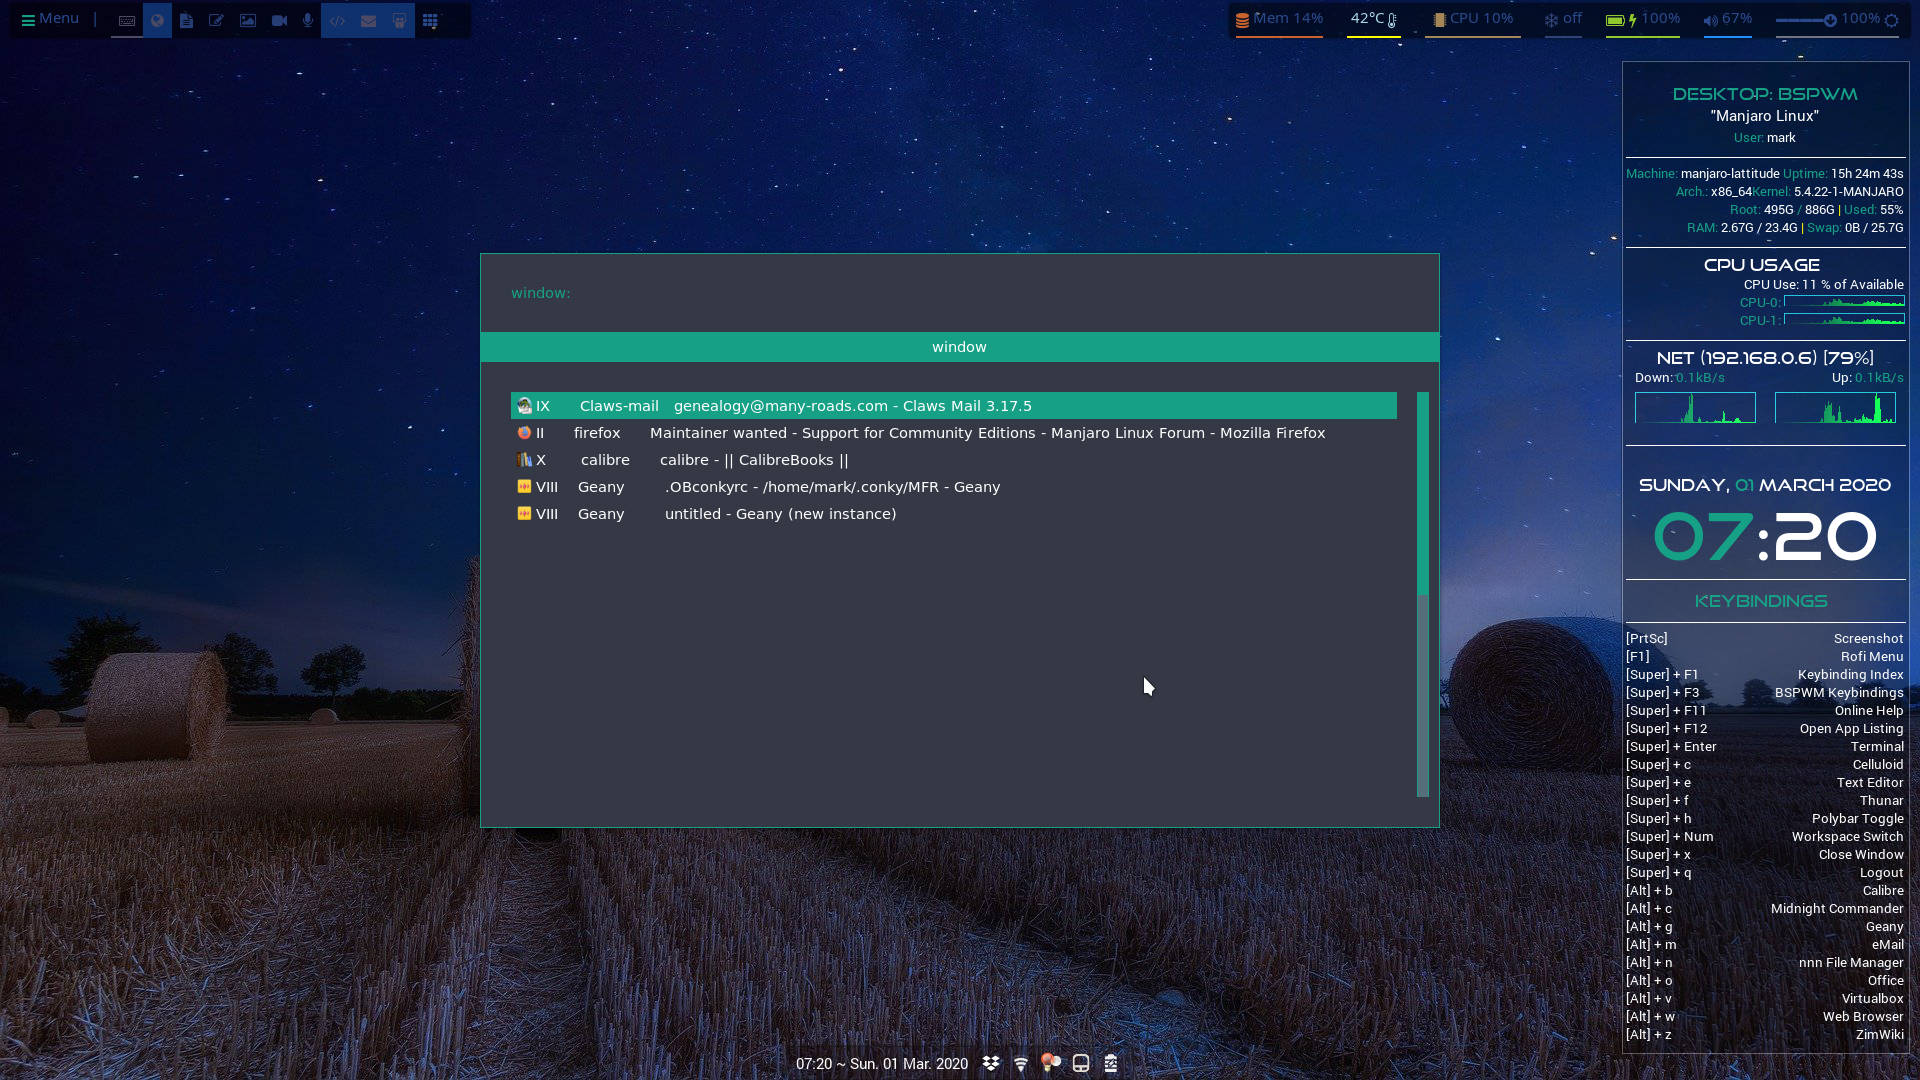 Menu |
Mem 14% 42°C CPU 10% off 100% 67% 100%
DESKTOP: BSPWM
"Manjaro Linux"
User: mark
Machine: manjaro-lattitude Uptime: 15h 24m 43s
Arch.: x86_64Kernel: 5.4.22-1-MANJARO
Root: 495G / 886G | Used: 55%
RAM: 2.67G / 23.4G | Swap: 0B / 25.7G
CPU USAGE
CPU Use: 11 % of Available
CPU-0:
CPU-1:
NET (192.168.0.6) [79%]
Down: 0.1kB/s Up: 0.1kB/s
SUNDAY, 01 MARCH 2020
07:20
KEYBINDINGS
[PrtSc] Screenshot
[F1] Rofi Menu
[Super] + F1 Keybinding Index
[Super] + F3 BSPWM Keybindings
[Super] + F11 Online Help
[Super] + F12 Open App Listing
[Super] + Enter Terminal
[Super] + c Celluloid
[Super] + e Text Editor
[Super] + f Thunar
[Super] + h Polybar Toggle
[Super] + Num Workspace Switch
[Super] + x Close Window
[Super] + q Logout
[Alt] + b Calibre
[Alt] + c Midnight Commander
[Alt] + g Geany
[Alt] + m eMail
[Alt] + n nnn File Manager
[Alt] + o Office
[Alt] + v Virtualbox
[Alt] + w Web Browser
[Alt] + z ZimWiki
window:
window
IX Claws-mail genealogy@many-roads.com - Claws Mail 3.17.5
II firefox Maintainer wanted - Support for Community Editions - Manjaro Linux Forum - Mozilla Firefox
X calibre calibre - || CalibreBooks ||
VIII Geany .OBconkyrc - /home/mark/.conky/MFR - Geany
VIII Geany untitled - Geany (new instance)
07:20 ~ Sun. 01 Mar. 2020